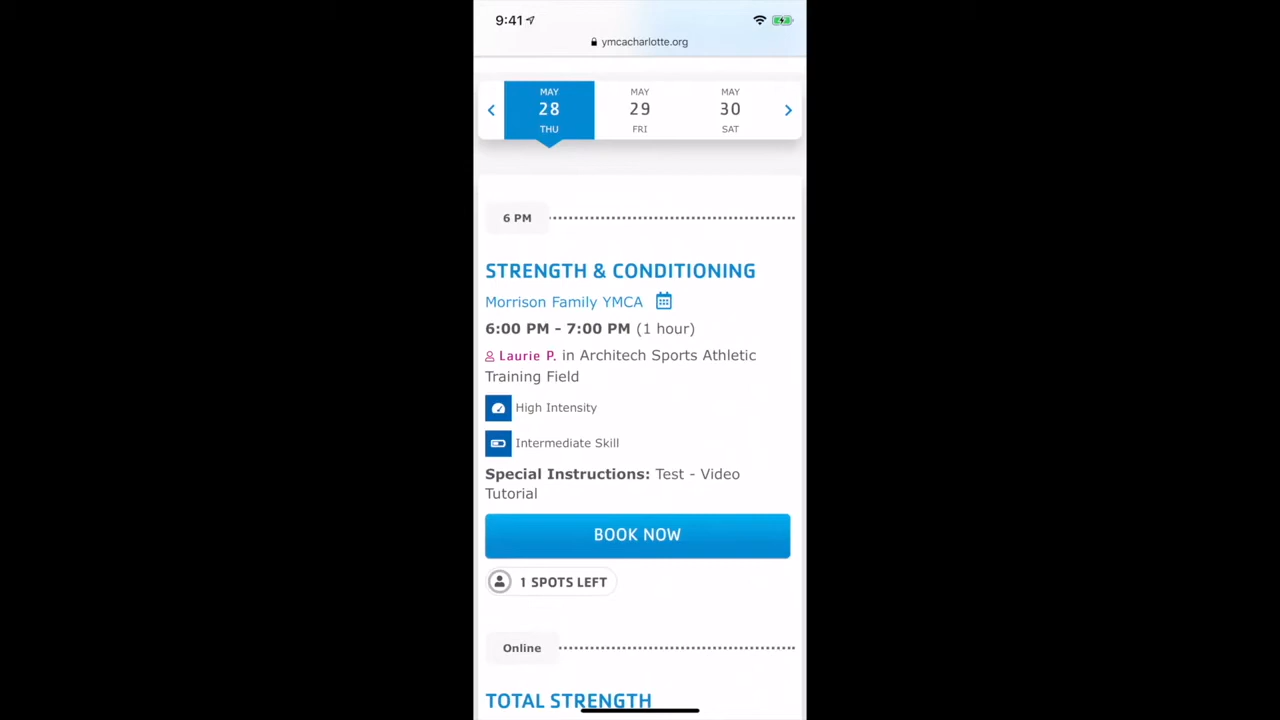 9:41
ymcacharlotte.org
MAY MAY MAY
28 29 30
THU FRI SAT
6 PM
STRENGTH & CONDITIONING
Morrison Family YMCA
6:00 PM - 7:00 PM (1 hour)
Laurie P. in Architech Sports Athletic
Training Field
High Intensity
Intermediate Skill
Special Instructions: Test - Video
Tutorial
BOOK NOW
1 SPOTS LEFT
Online
TOTAL STRENGTH